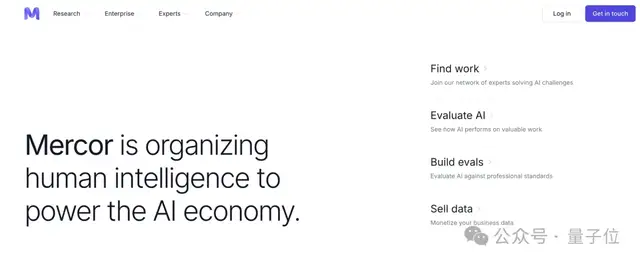 Research Enterprise Experts Company Log in Get in touch
Mercor is organizing
human intelligence to
power the AI economy.
Find work
Join our network of experts solving AI challenges
Evaluate AI
See how AI performs on valuable work
Build evals
Evaluate AI against professional standards
Sell data
Monetize your business data
公众号 · 量子位